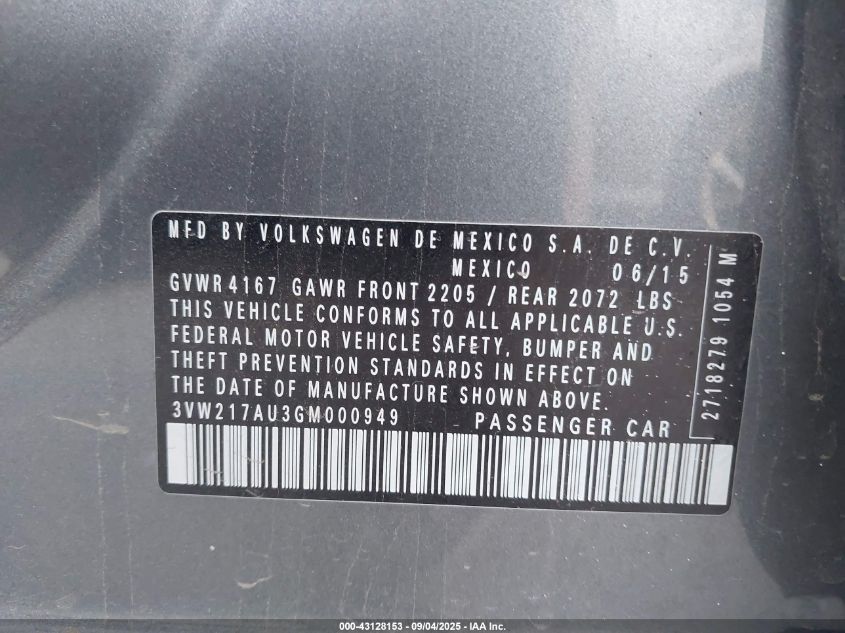 MFD BY VOLKSWAGEN DE MEXICO S.A. DE C.V.
MEXICO 06/15
GVWR 4167 GAWR FRONT 2205 / REAR 2072 LBS
THIS VEHICLE CONFORMS TO ALL APPLICABLE U.S.
FEDERAL MOTOR VEHICLE SAFETY, BUMPER AND
THEFT PREVENTION STANDARDS IN EFFECT ON
THE DATE OF MANUFACTURE SHOWN ABOVE.
3VW217AU3GM000949 PASSENGER CAR
2718279 1054 M
000-43128153 - 09/04/2025 - IAA Inc.